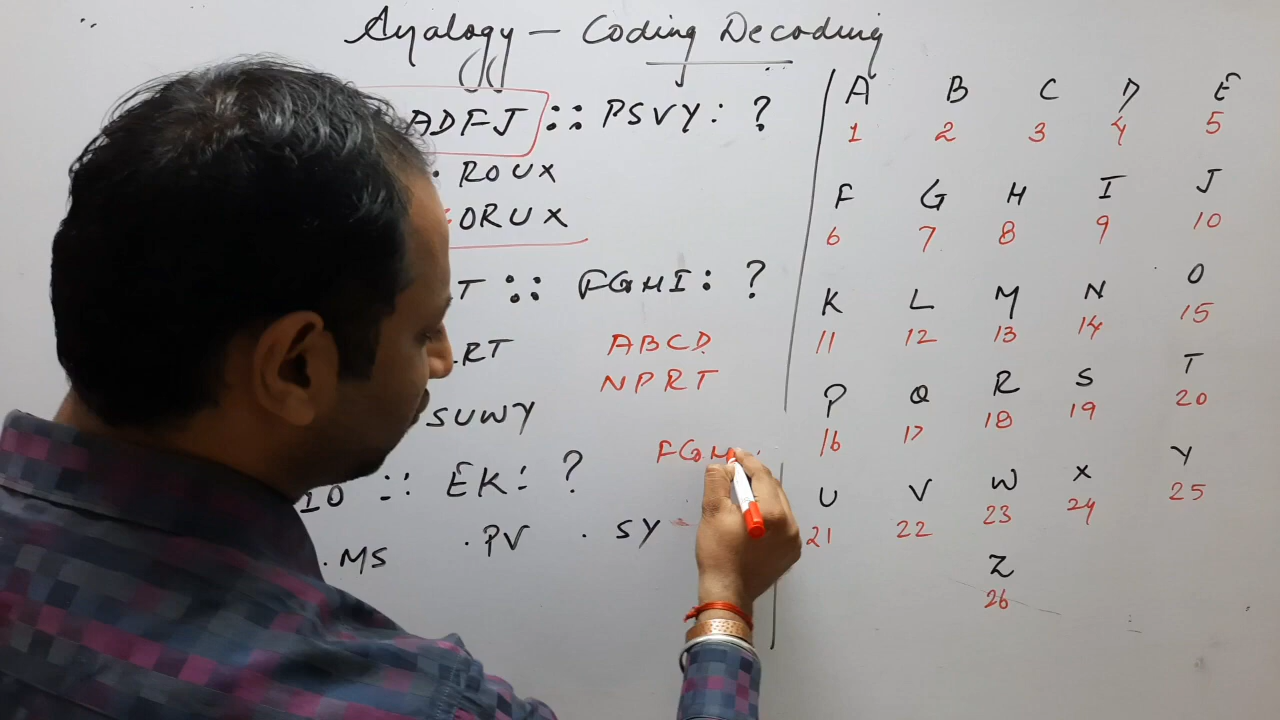 Analogy - Coding Decoding
ADFJ :: PSVY : ?
. ROUX
ORUX
T :: FGHI : ?
.RT
SUWY
ABCD
NPRT
FGH
IO :: EK : ?
.MS .PV . SY
A B C D E
1 2 3 4 5
F G H I J
6 7 8 9 10
K L M N O
11 12 13 14 15
P Q R S T
16 17 18 19 20
U V W X Y
21 22 23 24 25
Z
26